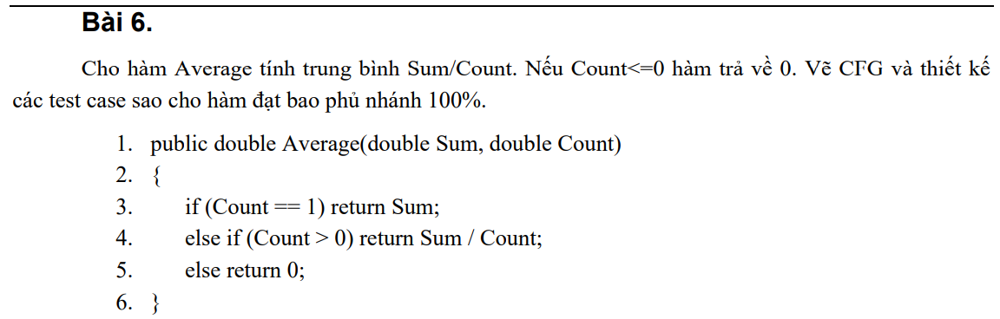 Bài 6.
Cho hàm Average tính trung bình Sum/Count. Nếu Count<=0 hàm trả về 0. Vẽ CFG và thiết kế
các test case sao cho hàm đạt bao phủ nhánh 100%.
1. public double Average(double Sum, double Count)
2. {
3. if (Count == 1) return Sum;
4. else if (Count > 0) return Sum / Count;
5. else return 0;
6. }